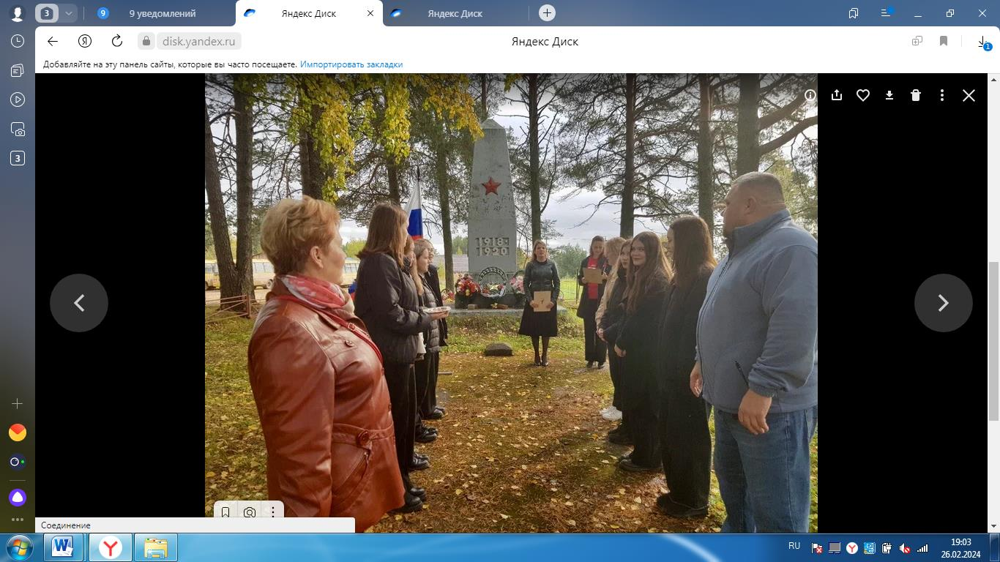 3
9
9 уведомлений
Яндекс Диск
Яндекс Диск
Я
disk.yandex.ru
Яндекс Диск
1
Добавляйте на эту панель сайты, которые вы часто посещаете. Импортировать закладки
3
1918-
1920
Соединение
W
Y
RU
Y
19:03
26.02.2024